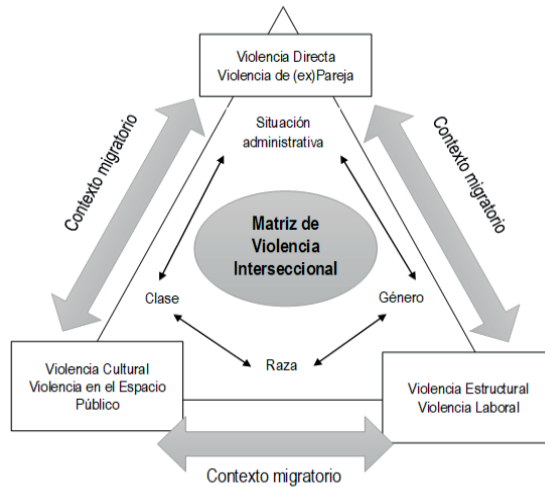 Violencia Directa
Violencia de (ex)Pareja
Contexto migratorio
Contexto migratorio
Situación
administrativa
Matriz de
Violencia
Interseccional
Clase
Género
Raza
Violencia Cultural
Violencia en el Espacio
Público
Violencia Estructural
Violencia Laboral
Contexto migratorio